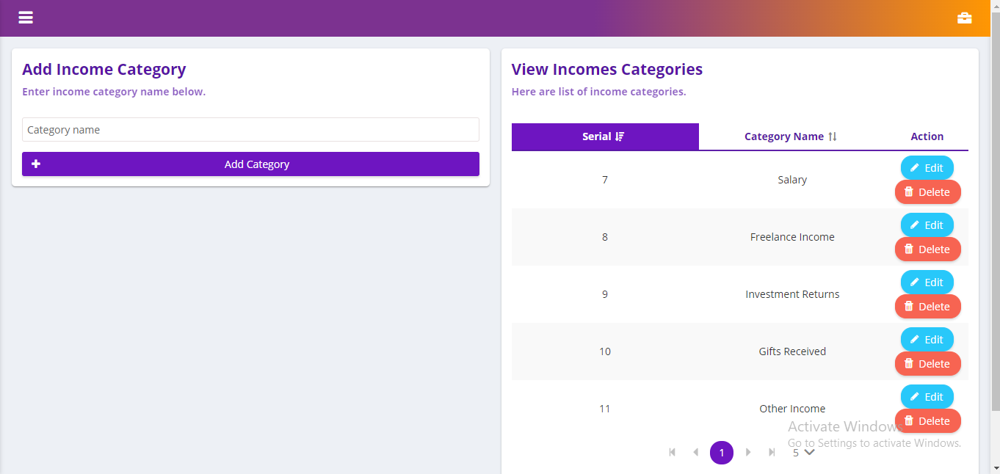 Add Income Category
Enter income category name below.
Category name
Add Category
View Incomes Categories
Here are list of income categories.
Serial Category Name Action
7 Salary Edit Delete
8 Freelance Income Edit Delete
9 Investment Returns Edit Delete
10 Gifts Received Edit Delete
11 Other Income Edit Delete
Activate Windows
Go to Settings to activate Windows.
1 5